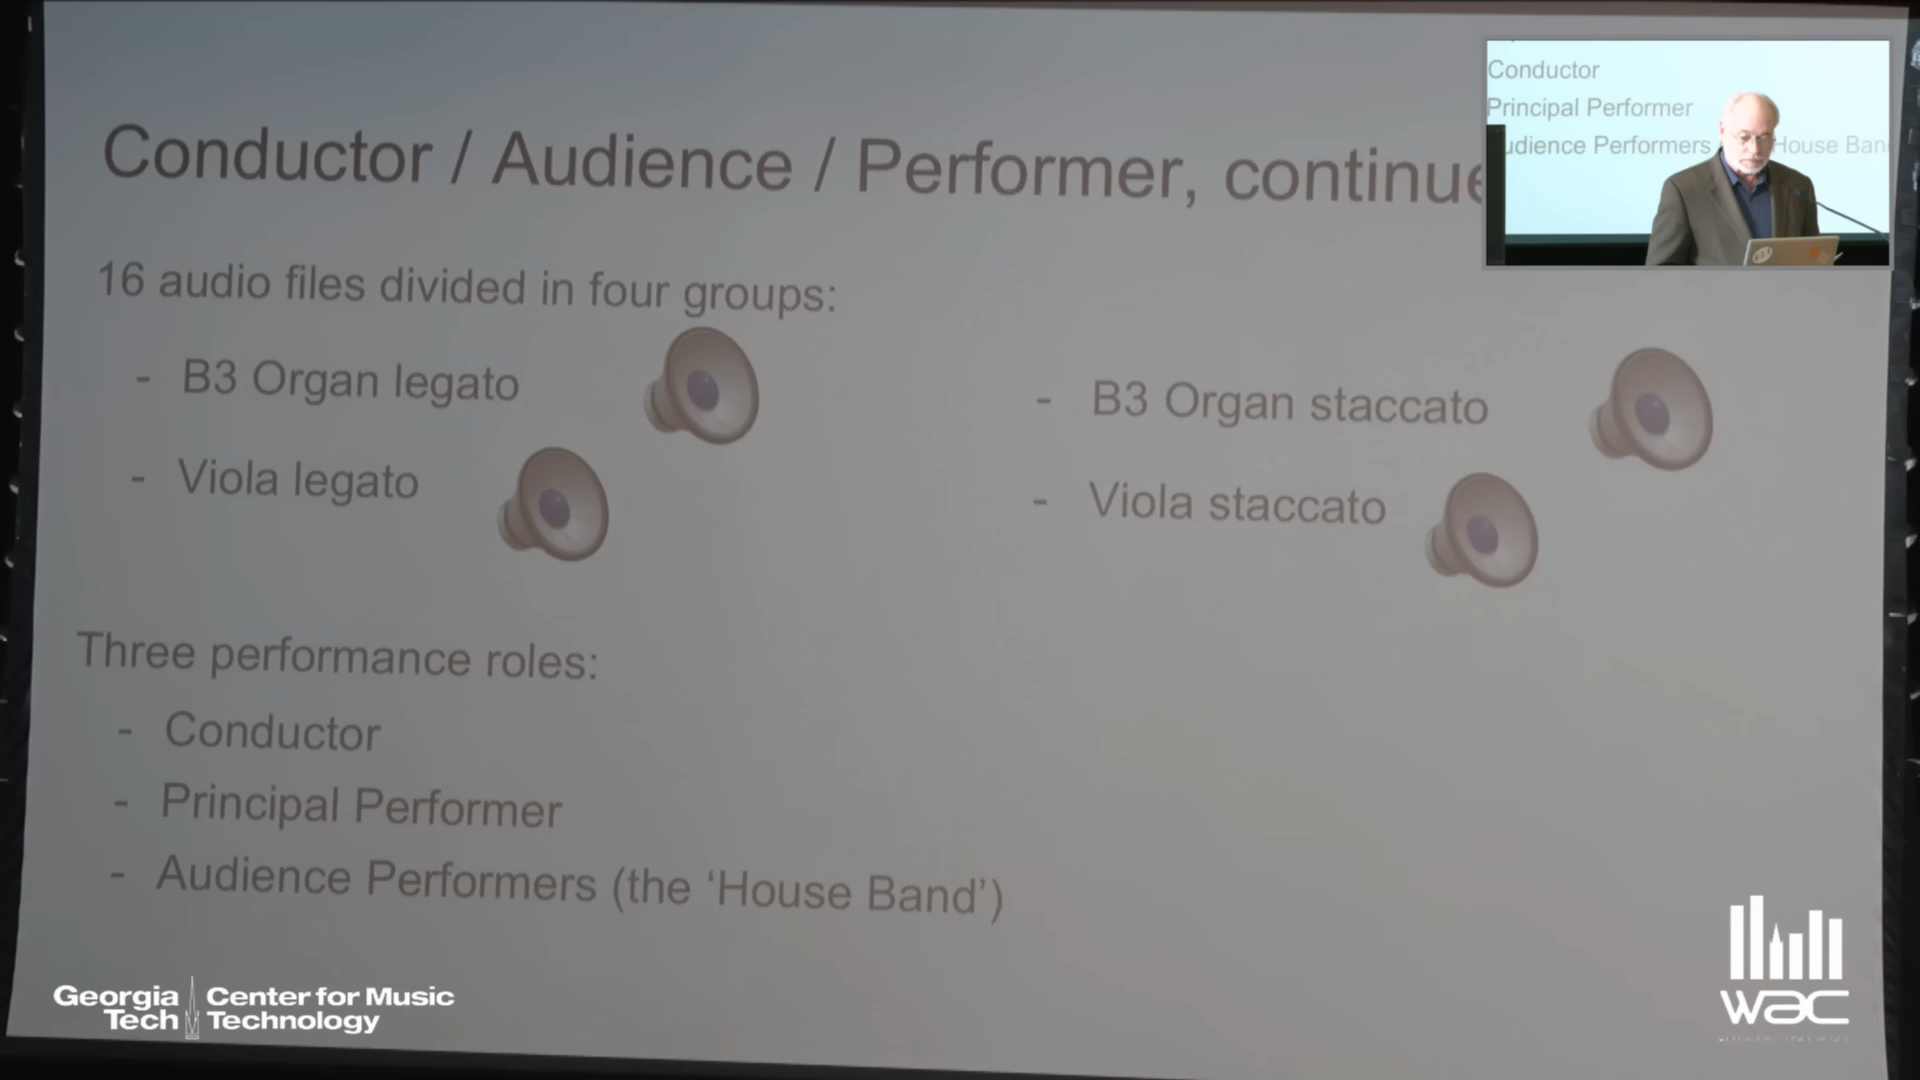 Conductor / Audience / Performer, continue
16 audio files divided in four groups:
- B3 Organ legato
- Viola legato
- B3 Organ staccato
- Viola staccato
Three performance roles:
- Conductor
- Principal Performer
- Audience Performers (the ‘House Band’)
Conductor
Principal Performer
udience Performers House Ban
Georgia Tech
Center for Music Technology
wac